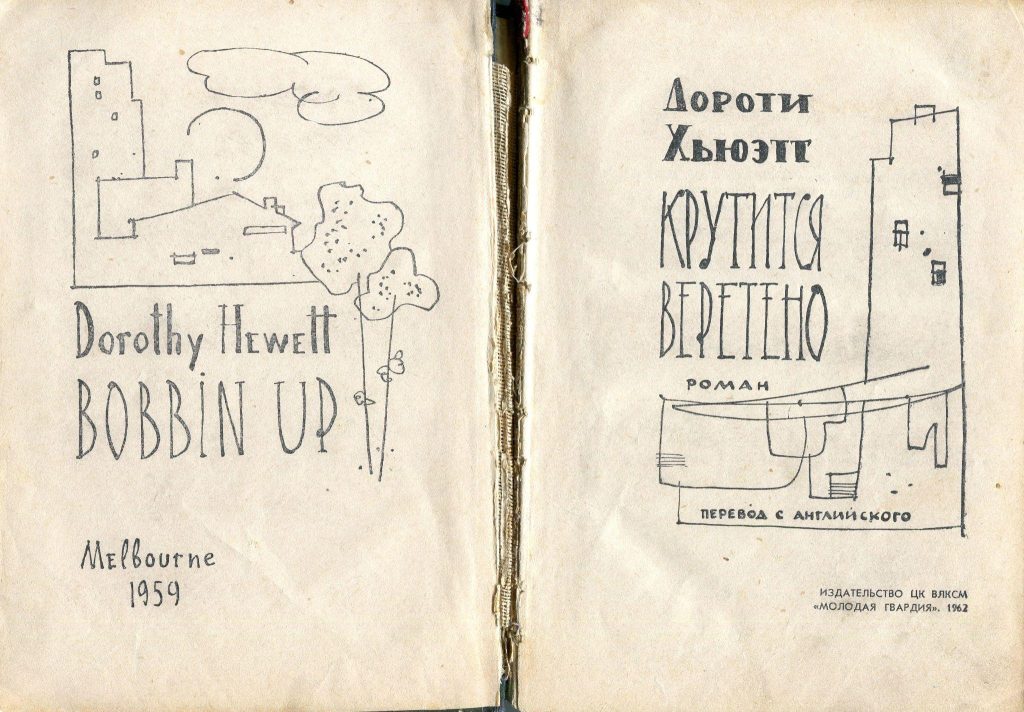 Dorothy Hewett
BOBBIN UP
Melbourne
1959
Дороти
Хьюэтт
КРУТИТСЯ
ВЕРЕТЕНО
РОМАН
ПЕРЕВОД С АНГЛИЙСКОГО
ИЗДАТЕЛЬСТВО ЦК ВЛКСМ
«МОЛОДАЯ ГВАРДИЯ». 1962